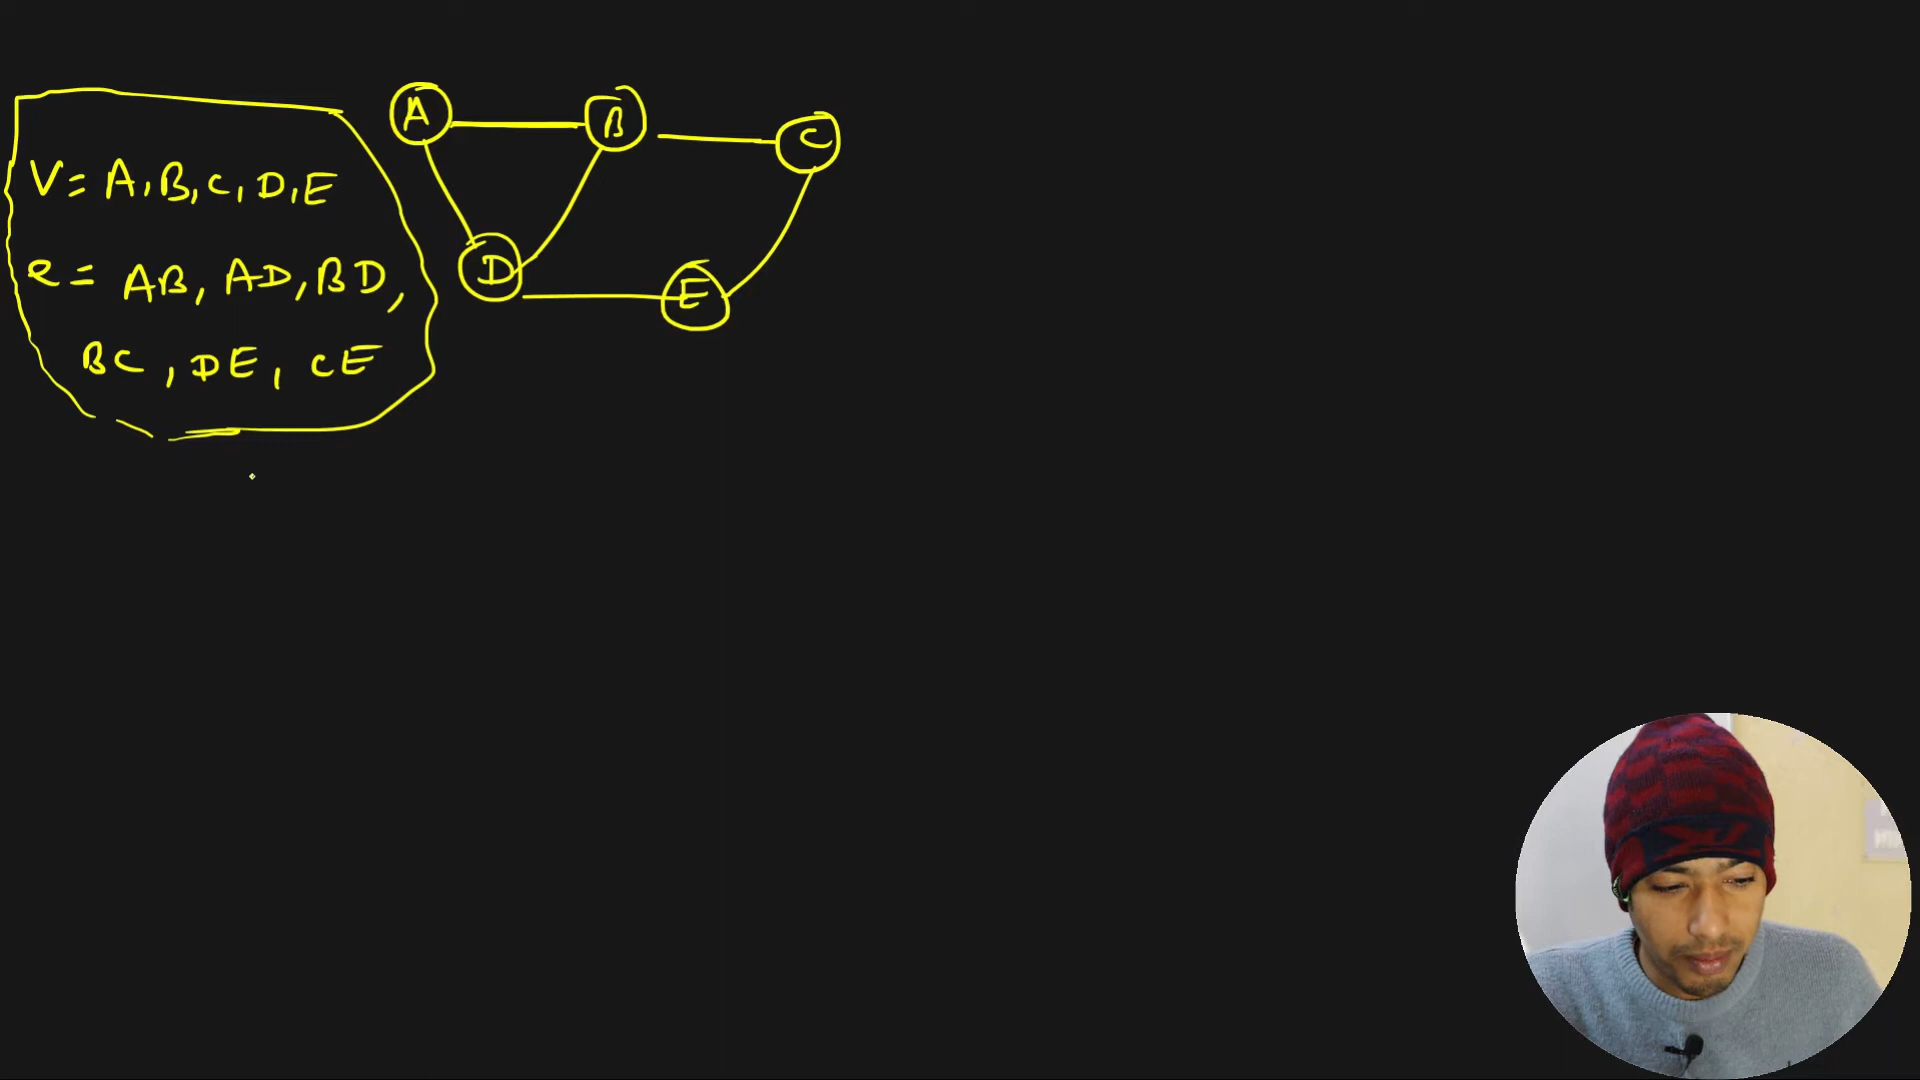 V= A,B,C,D,E
e= AB, AD, BD,
BC, DE, CE
A
B
C
D
E